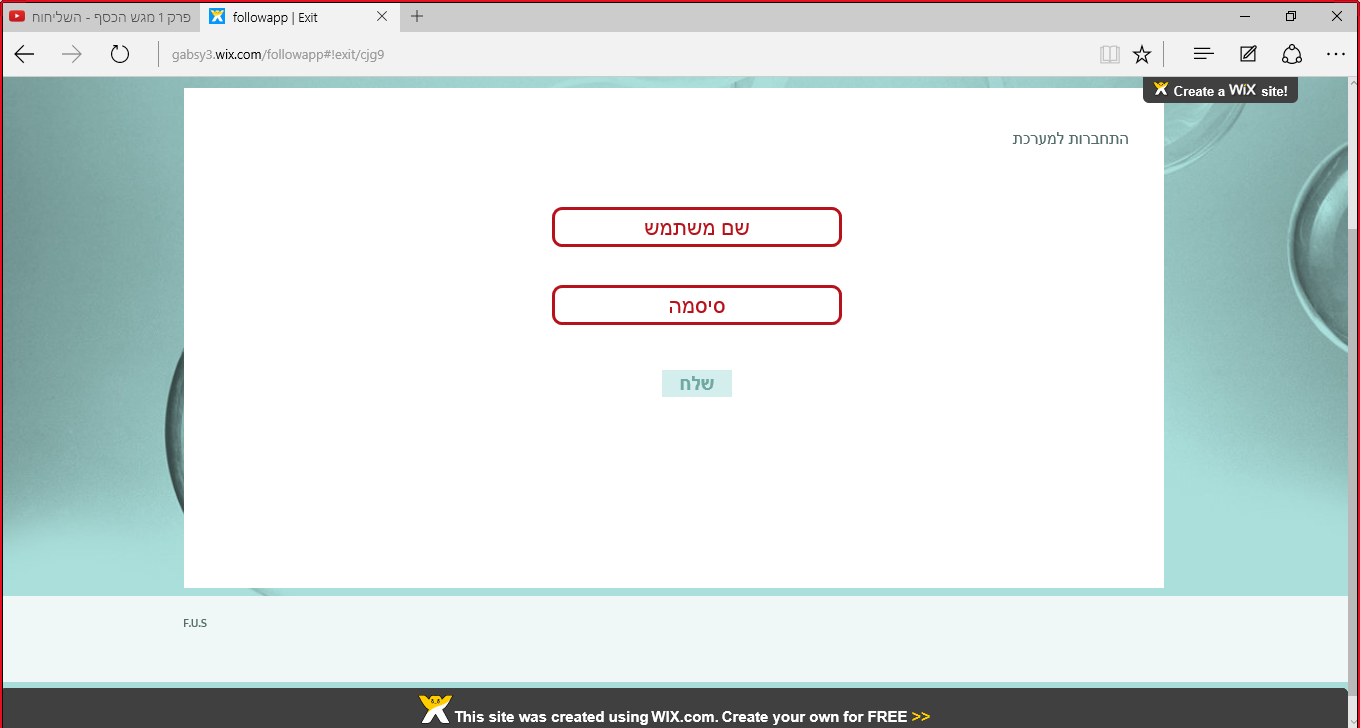 פרק 1 מגש הכסף - השליחות
followapp | Exit
gabsy3.wix.com/followapp#!exit/cjg9
Create a WiX site!
התחברות למערכת
שם משתמש
סיסמה
שלח
F.U.S
This site was created using WIX.com. Create your own for FREE >>